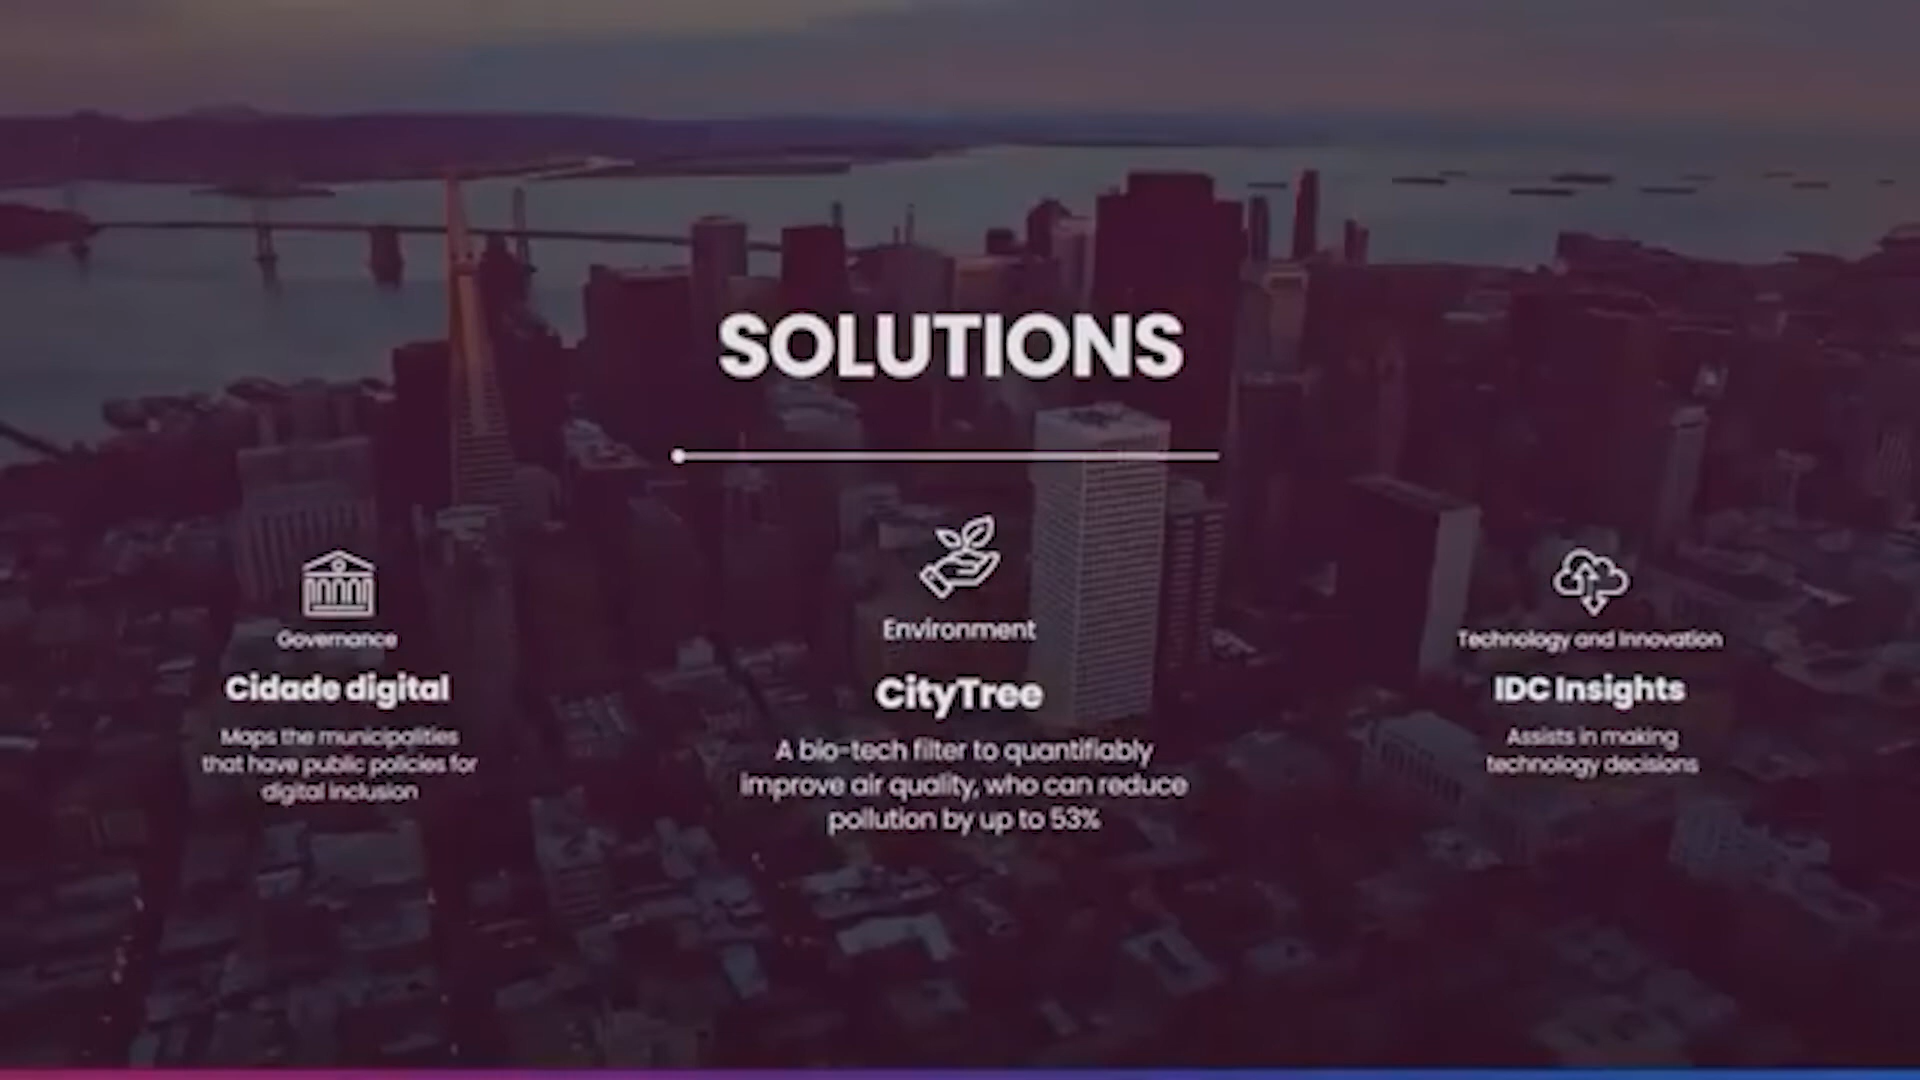 SOLUTIONS
Governance
Cidade digital
Maps the municipalities
that have public policies for
digital inclusion
Environment
CityTree
A bio-tech filter to quantifiably
improve air quality, who can reduce
pollution by up to 53%
Technology and Innovation
IDC Insights
Assists in making
technology decisions